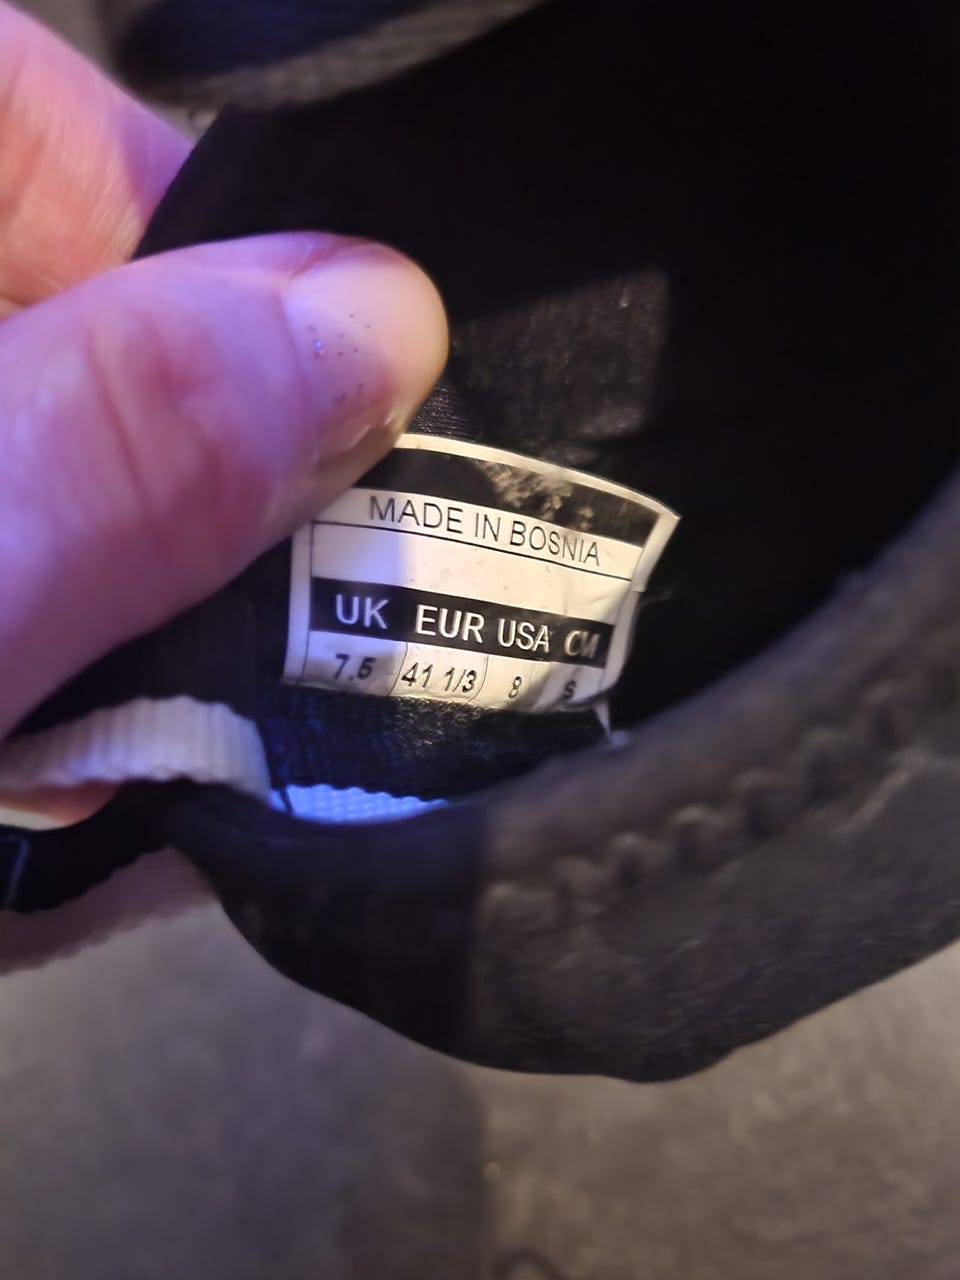 MADE IN BOSNIA
UK EUR USA CM
7.5 41 1/3 8